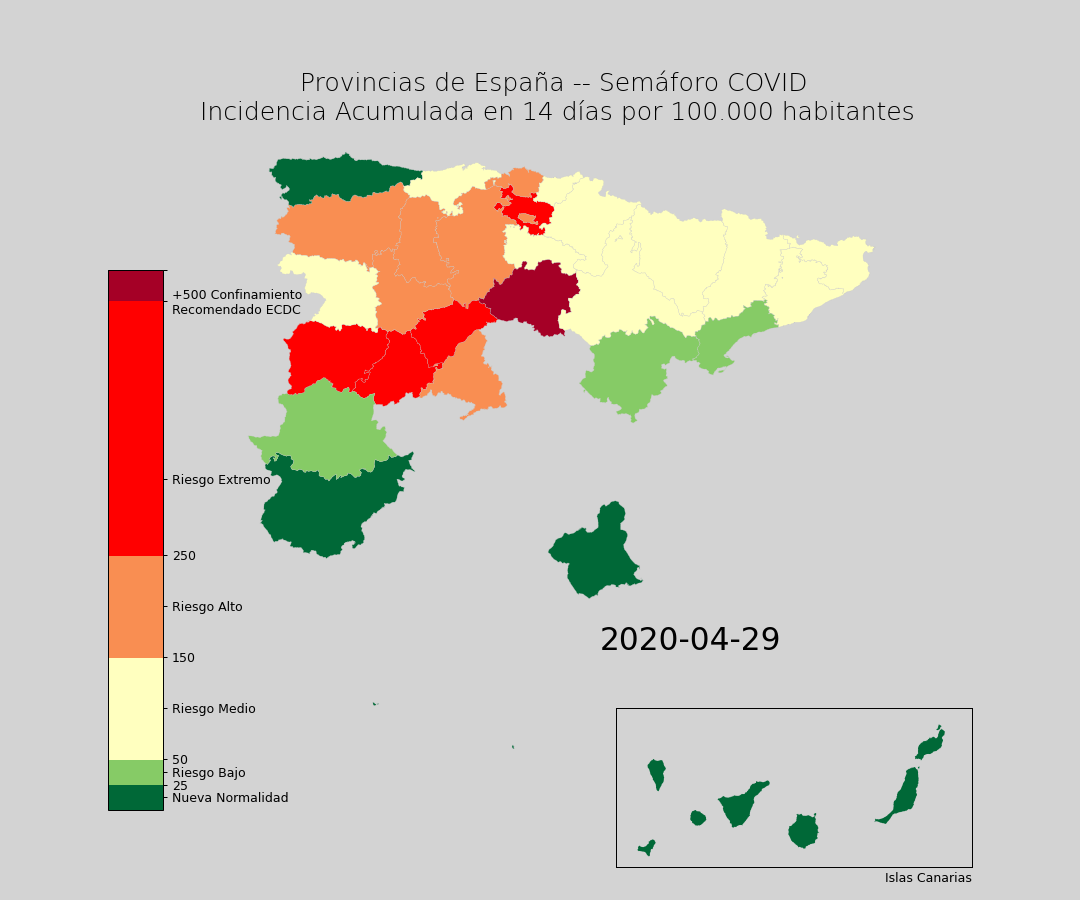 Provincias de España -- Semáforo COVID
Incidencia Acumulada en 14 días por 100.000 habitantes
+500 Confinamiento
Recomendado ECDC
Riesgo Extremo
250
Riesgo Alto
150
Riesgo Medio
50
Riesgo Bajo
25
Nueva Normalidad
2020-04-29
Islas Canarias